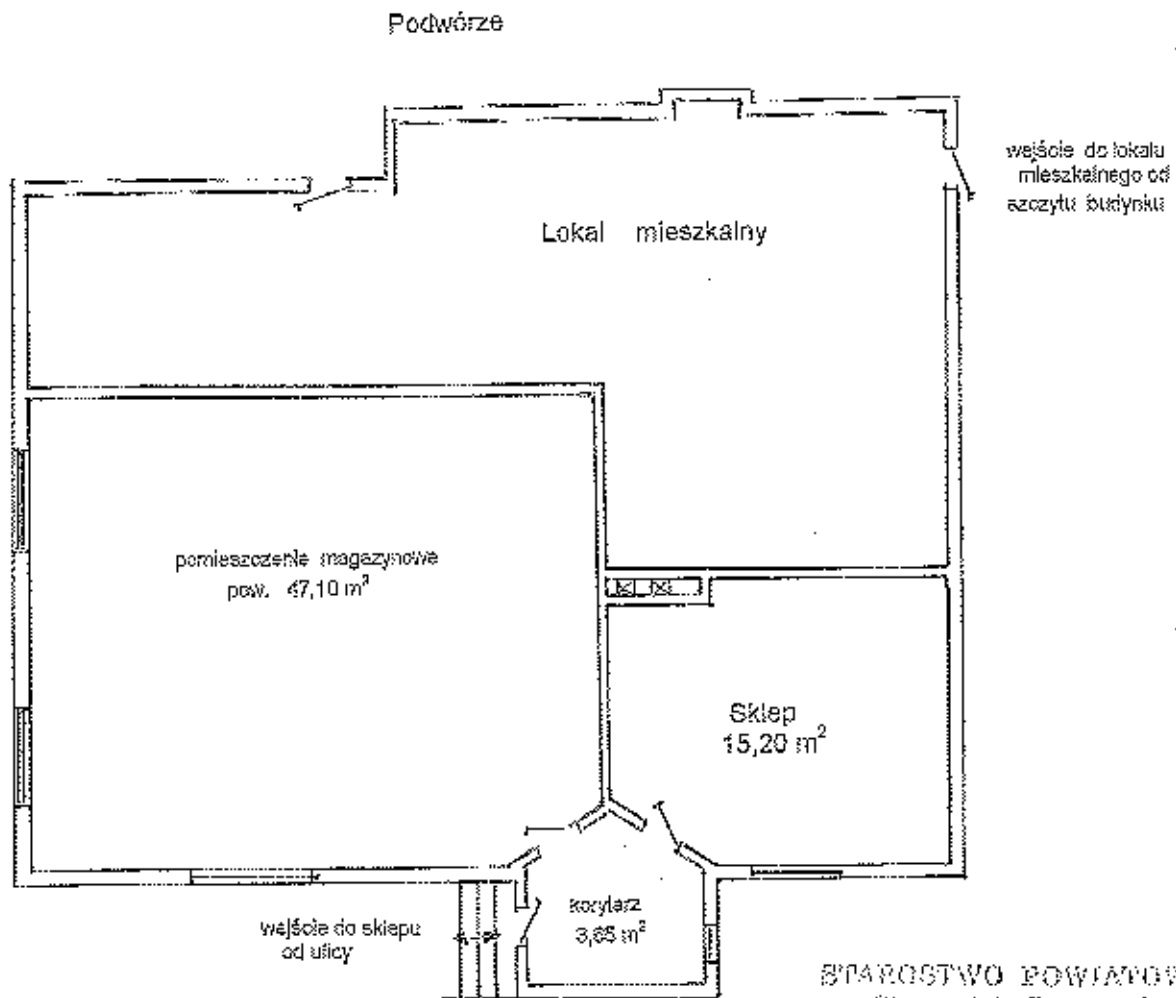 Podwórze
wejście do lokalu
mieszkalnego od
szczytu budynku
Lokal mieszkalny
pomieszczenie magazynowe
pow. 47,10 m²
Sklep
15,20 m²
wejście do sklepu
od ulicy
korytarz
3,65 m²
STAROSTWO POWIATOW